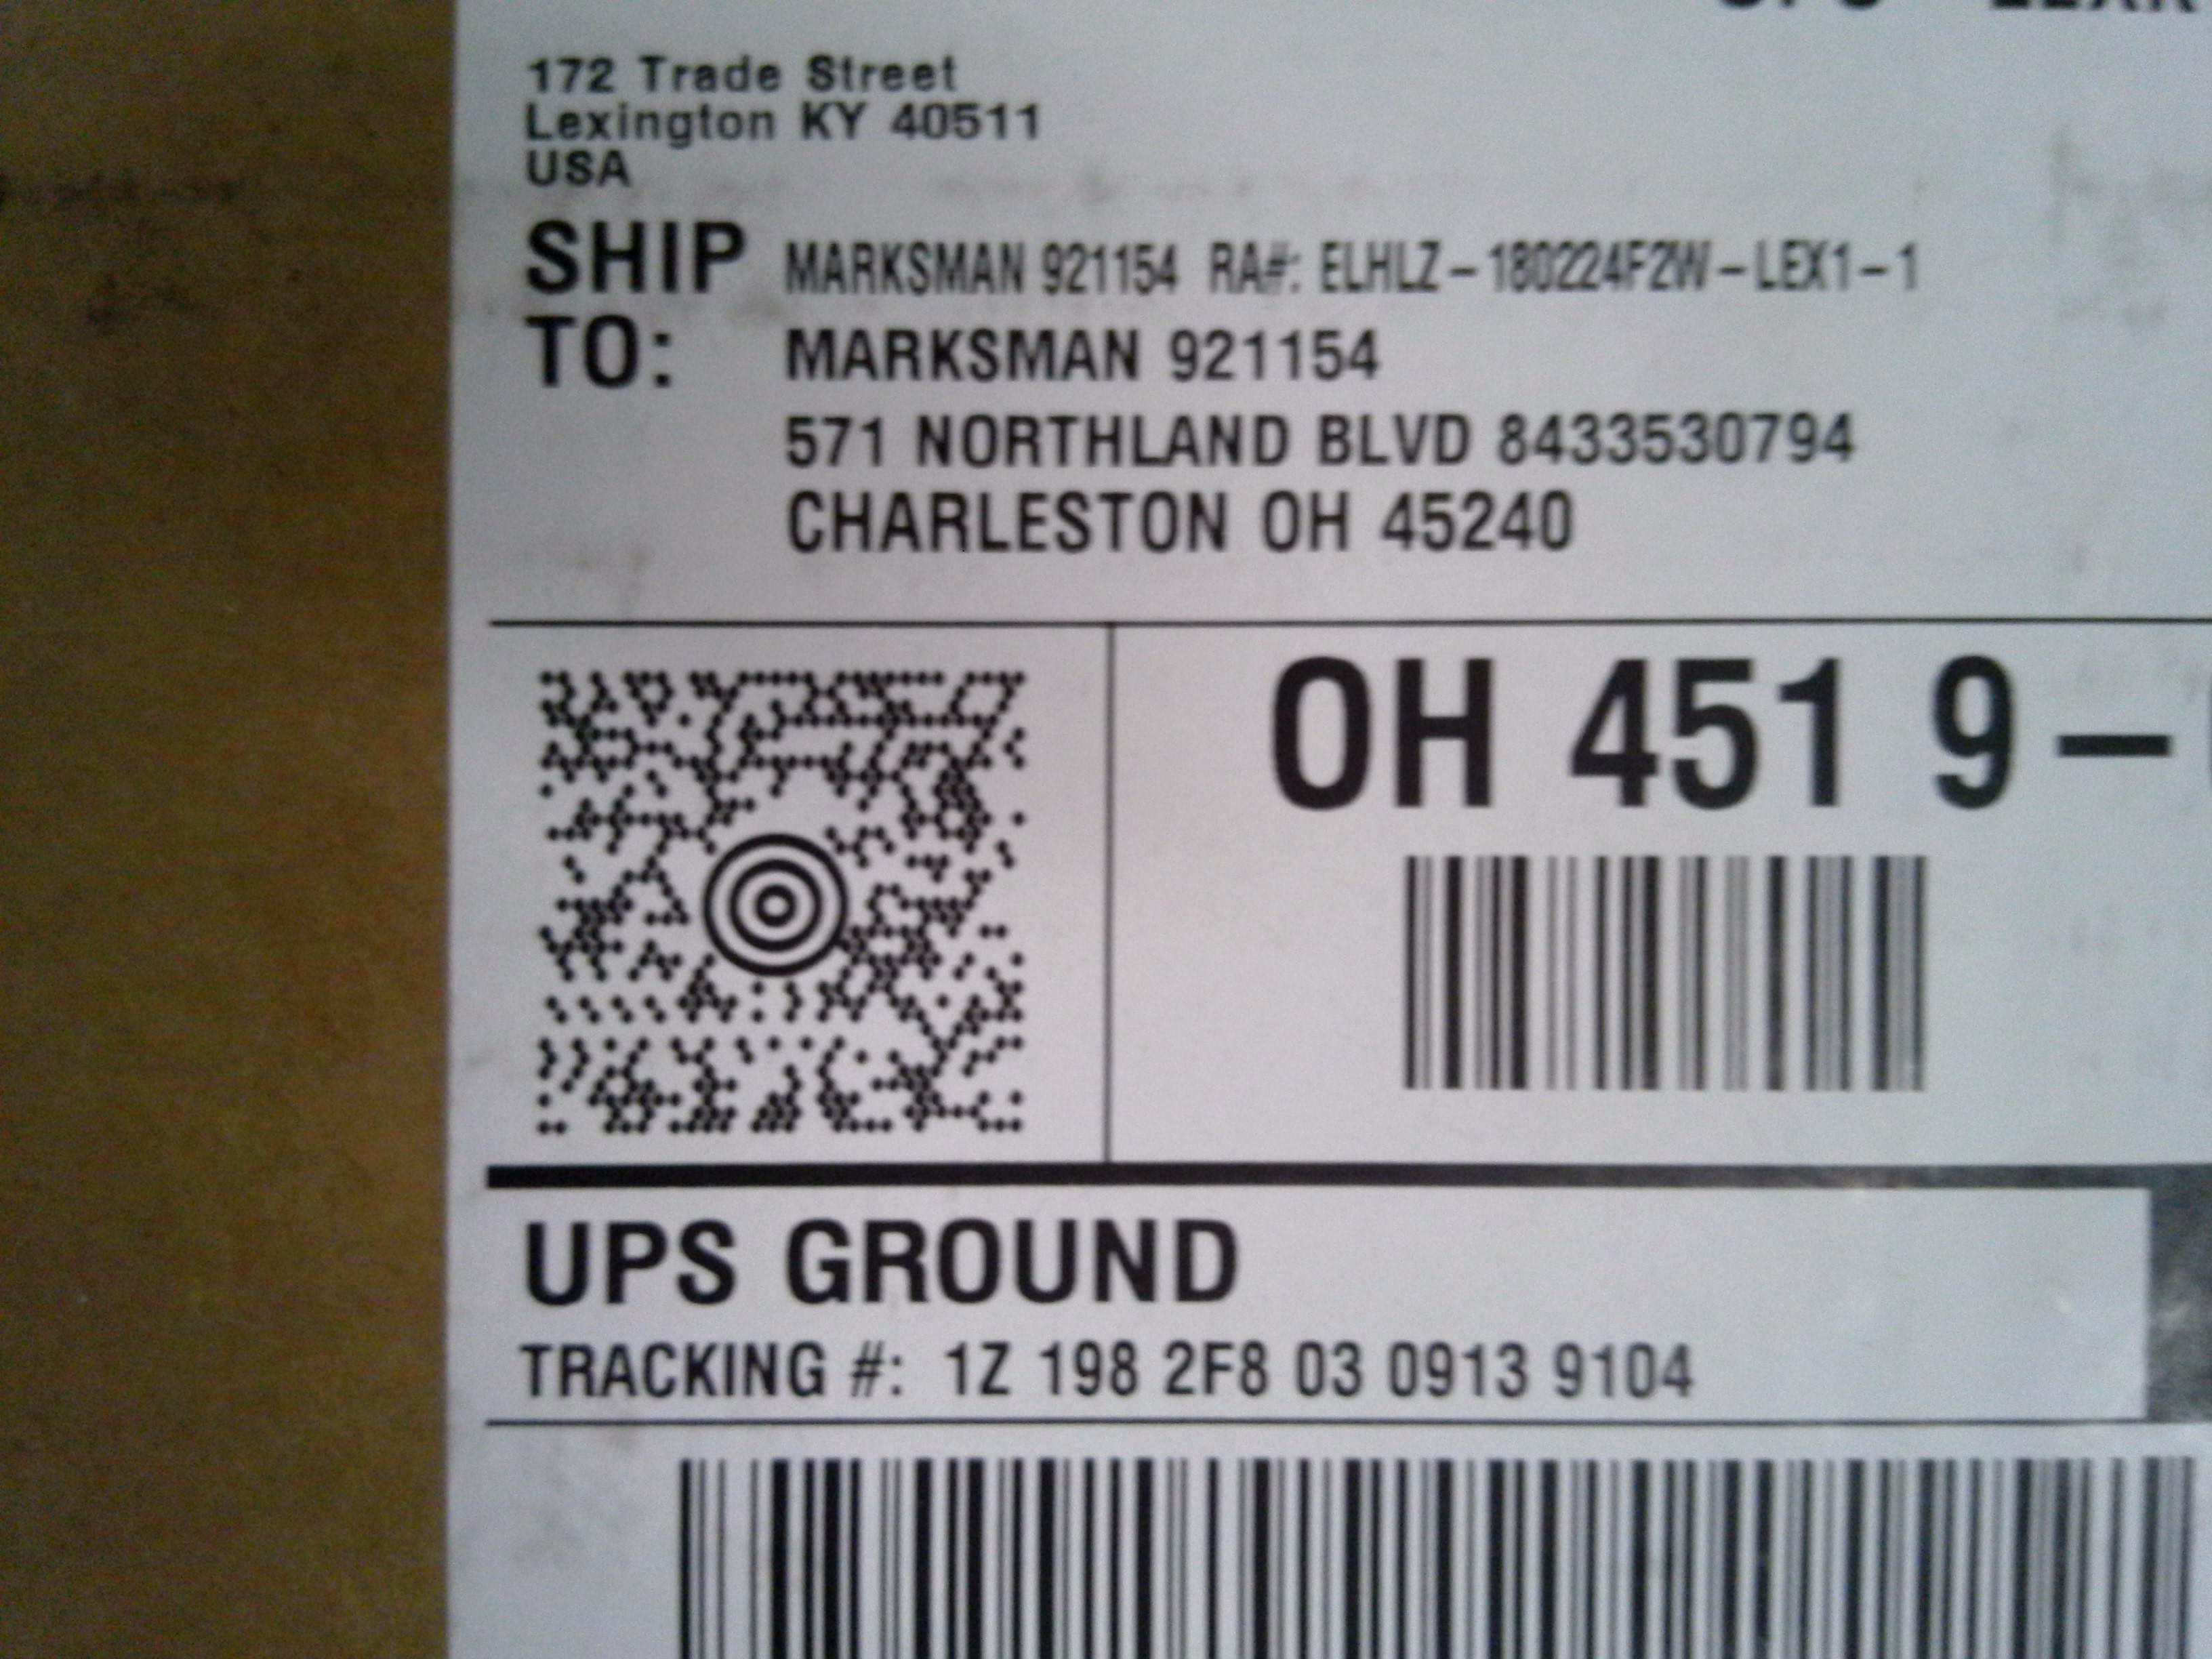 172 Trade Street
Lexington KY 40511
USA
SHIP TO:
MARKSMAN 921154 RA#: ELHLZ-180224F2W-LEX1-1
MARKSMAN 921154
571 NORTHLAND BLVD 8433530794
CHARLESTON OH 45240
OH 451 9-
UPS GROUND
TRACKING #: 1Z 198 2F8 03 0913 9104